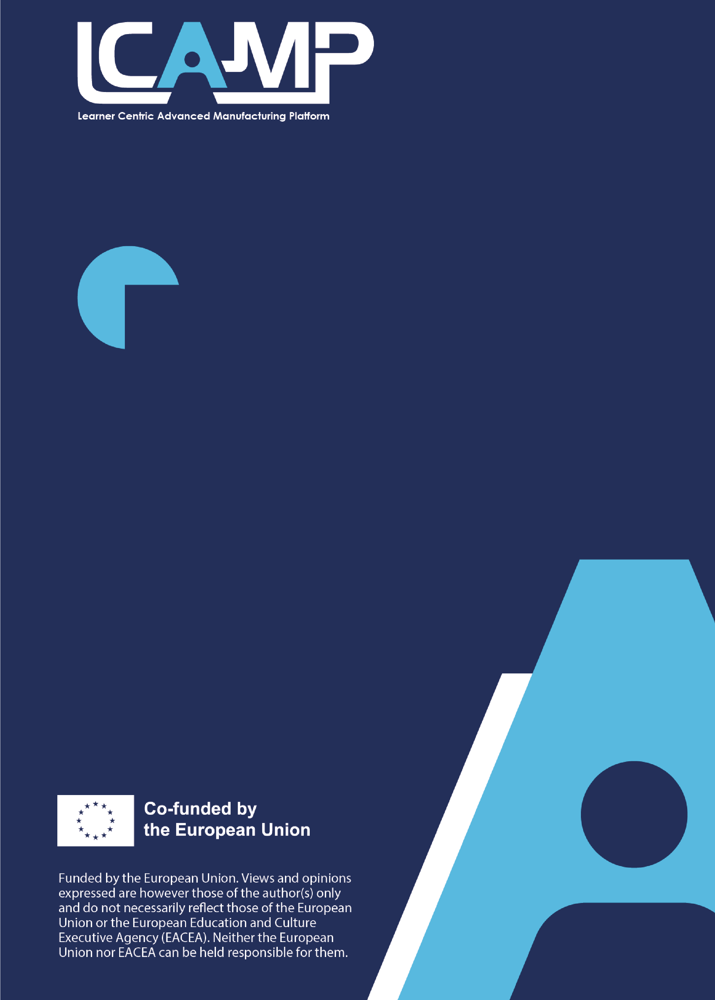 LCAMP
Learner Centric Advanced Manufacturing Platform
Co-funded by
the European Union
Funded by the European Union. Views and opinions
expressed are however those of the author(s) only
and do not necessarily reflect those of the European
Union or the European Education and Culture
Executive Agency (EACEA). Neither the European
Union nor EACEA can be held responsible for them.